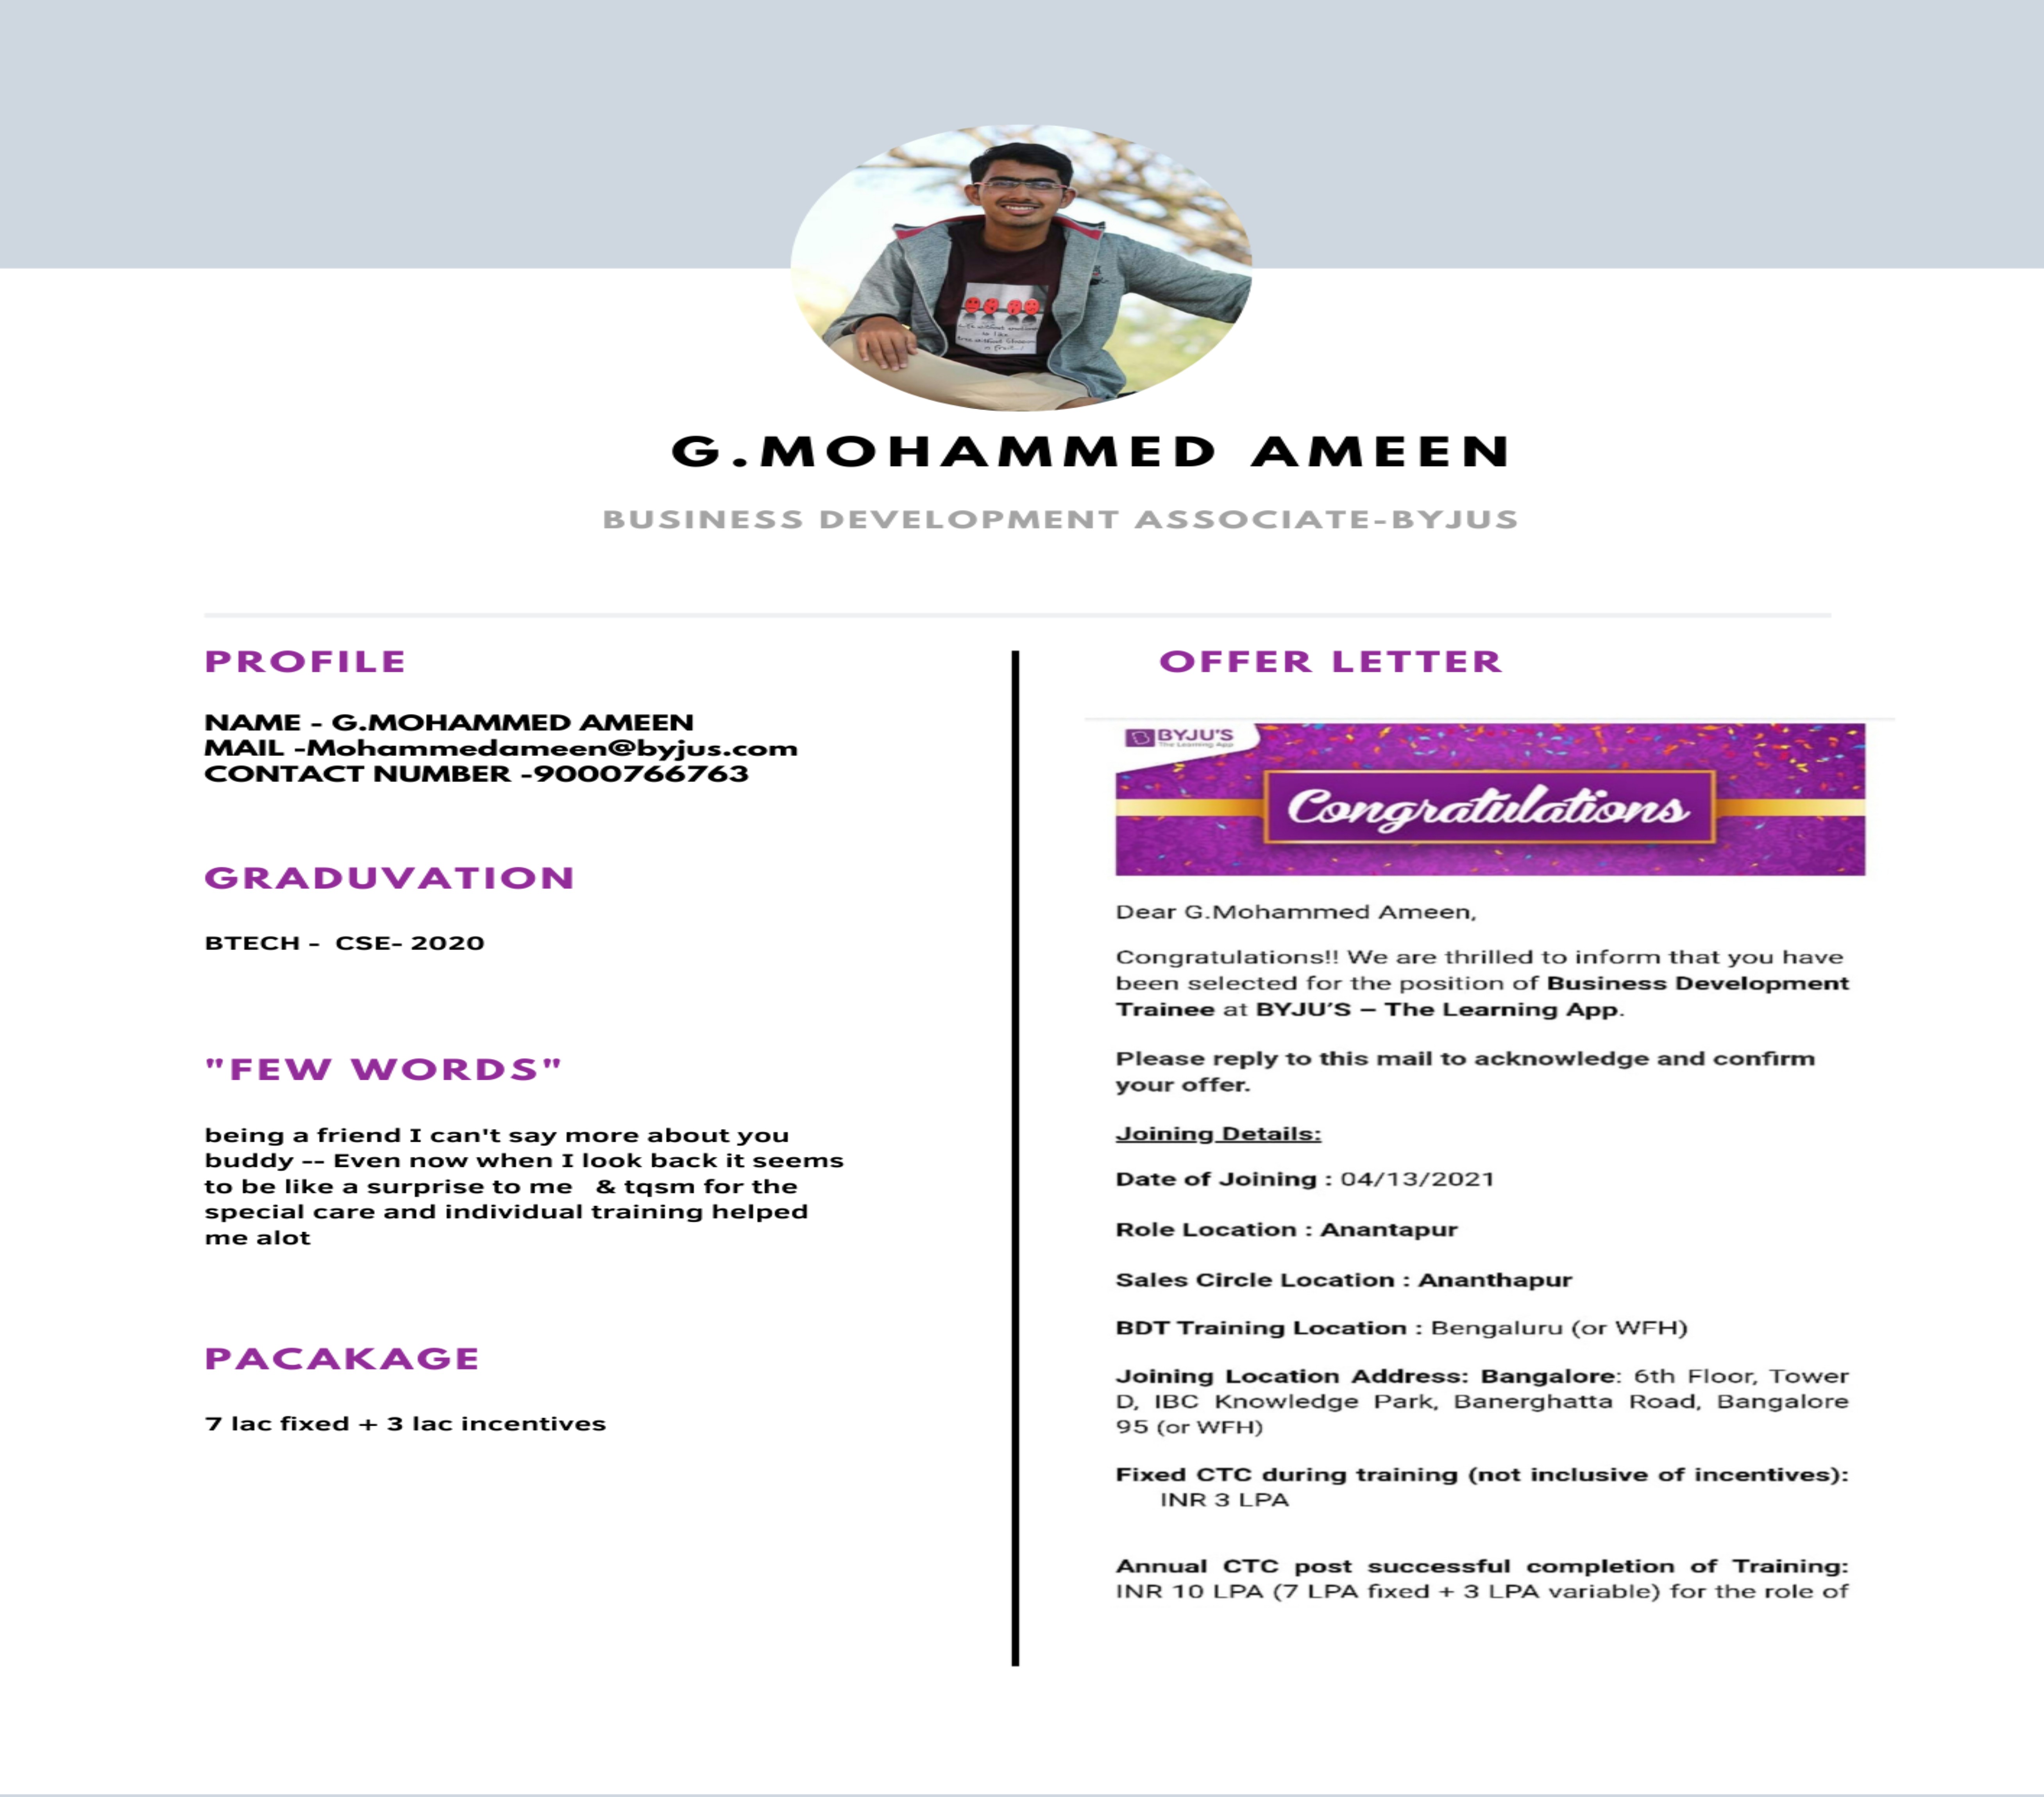 G.MOHAMMED AMEEN
BUSINESS DEVELOPMENT ASSOCIATE-BYJUS
PROFILE
NAME - G.MOHAMMED AMEEN
MAIL -Mohammedameen@byjus.com
CONTACT NUMBER -9000766763
GRADUVATION
BTECH - CSE- 2020
"FEW WORDS"
being a friend I can't say more about you
buddy -- Even now when I look back it seems
to be like a surprise to me & tqsm for the
special care and individual training helped
me alot
PACAKAGE
7 lac fixed + 3 lac incentives
OFFER LETTER
BYJU'S
The Learning App
Congratulations
Dear G.Mohammed Ameen,
Congratulations!! We are thrilled to inform that you have
been selected for the position of Business Development
Trainee at BYJU'S – The Learning App.
Please reply to this mail to acknowledge and confirm
your offer.
Joining Details:
Date of Joining : 04/13/2021
Role Location : Anantapur
Sales Circle Location : Ananthapur
BDT Training Location : Bengaluru (or WFH)
Joining Location Address: Bangalore: 6th Floor, Tower
D, IBC Knowledge Park, Banerghatta Road, Bangalore
95 (or WFH)
Fixed CTC during training (not inclusive of incentives):
INR 3 LPA
Annual CTC post successful completion of Training:
INR 10 LPA (7 LPA fixed + 3 LPA variable) for the role of